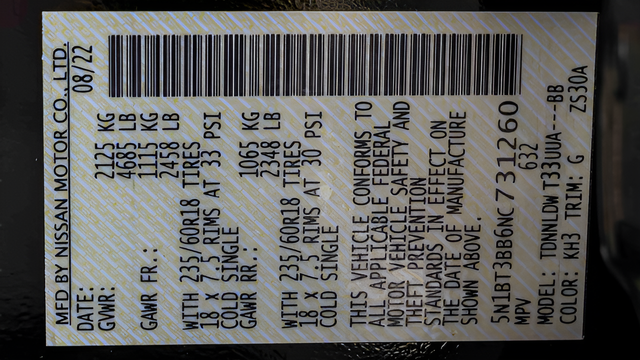 MFD BY NISSAN MOTOR CO., LTD.
DATE: 08/22
GVWR: 2125 KG
4685 LB
GAWR FR.: 1115 KG
2458 LB
WITH 235/60R18 TIRES
18 X 7.5 RIMS AT 33 PSI
COLD SINGLE
GAWR RR.: 1065 KG
2348 LB
WITH 235/60R18 TIRES
18 X 7.5 RIMS AT 30 PSI
COLD SINGLE
THIS VEHICLE CONFORMS TO
ALL APPLICABLE FEDERAL
MOTOR VEHICLE SAFETY AND
THEFT PREVENTION
STANDARDS IN EFFECT ON
THE DATE OF MANUFACTURE
SHOWN ABOVE.
5N1BT3BB6NC731260
MPV 632
MODEL: TDNNLDW T33UUA---BB
COLOR: KH3 TRIM: G ZS30A